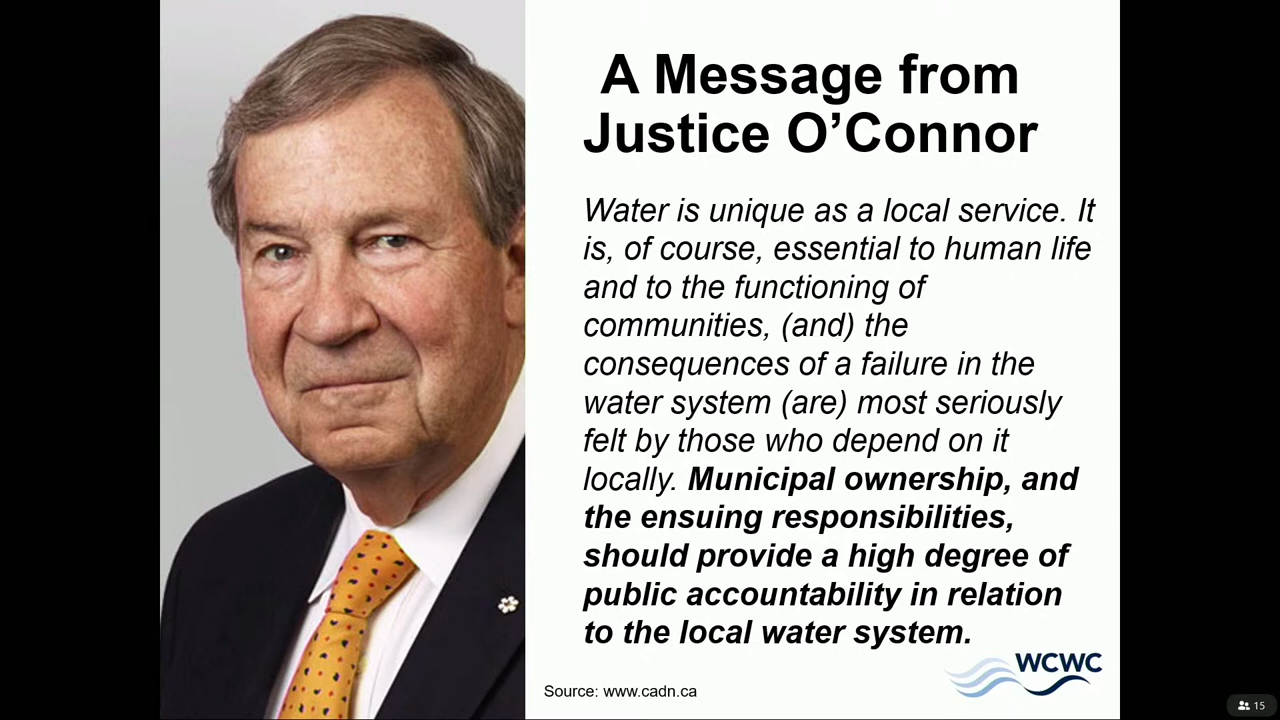 A Message from
Justice O’Connor
Water is unique as a local service. It
is, of course, essential to human life
and to the functioning of
communities, (and) the
consequences of a failure in the
water system (are) most seriously
felt by those who depend on it
locally. Municipal ownership, and
the ensuing responsibilities,
should provide a high degree of
public accountability in relation
to the local water system.
WCWC
Source: www.cadn.ca
15